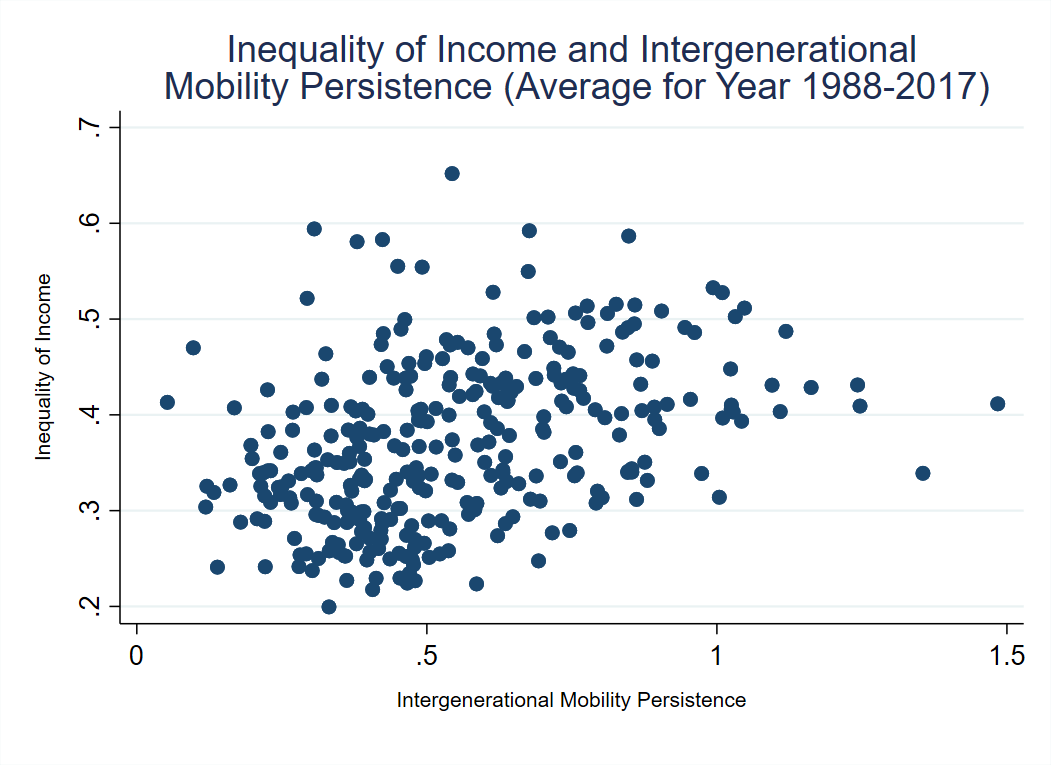 Inequality of Income and Intergenerational
Mobility Persistence (Average for Year 1988-2017)
.7
.6
.5
.4
.3
.2
Inequality of Income
0 .5 1 1.5
Intergenerational Mobility Persistence